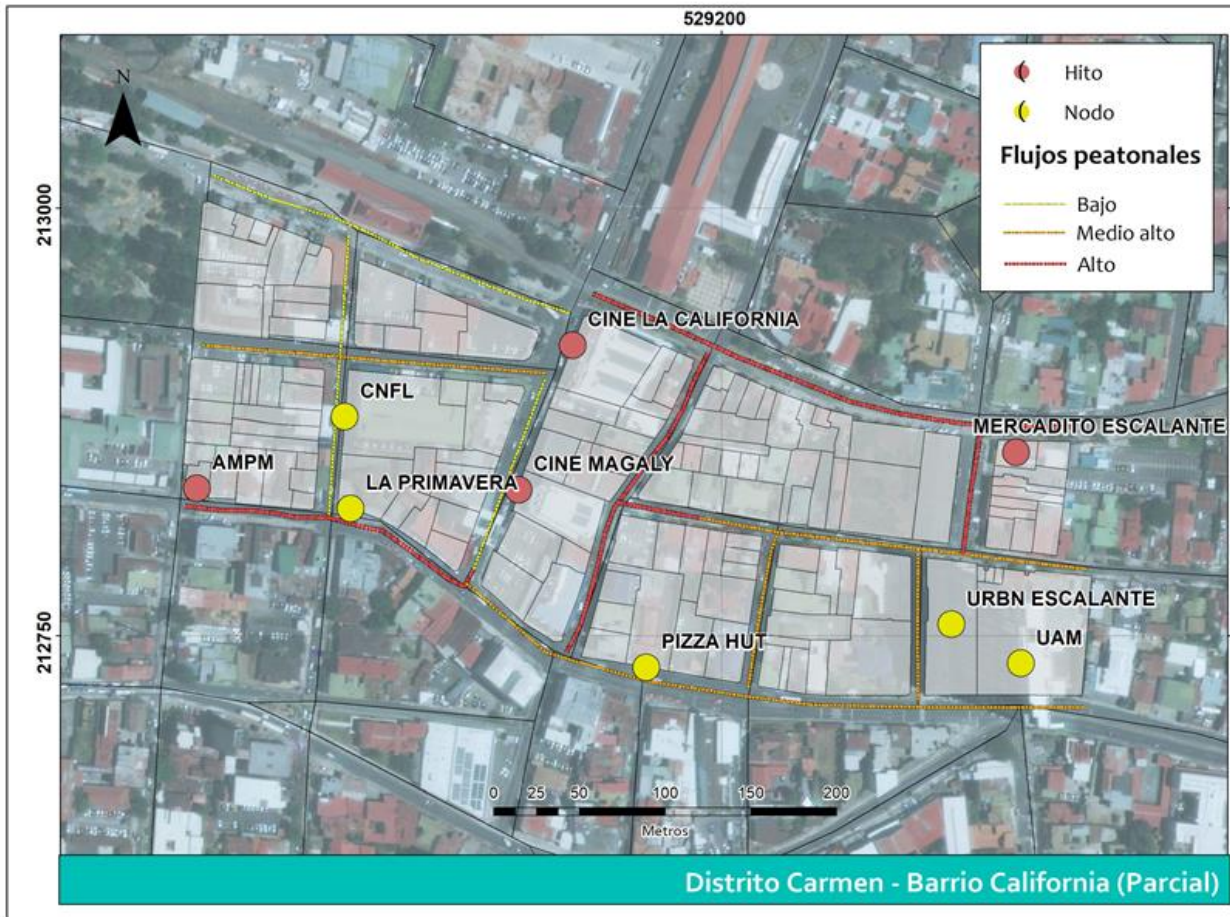 529200
N
Hito
Nodo
Flujos peatonales
Bajo
Medio alto
Alto
213000
CINE LA CALIFORNIA
CNFL
MERCADITO ESCALANTE
AMPM
CINE MAGALY
LA PRIMAVERA
URBN ESCALANTE
PIZZA HUT
UAM
212750
0 25 50 100 150 200
Metros
Distrito Carmen - Barrio California (Parcial)